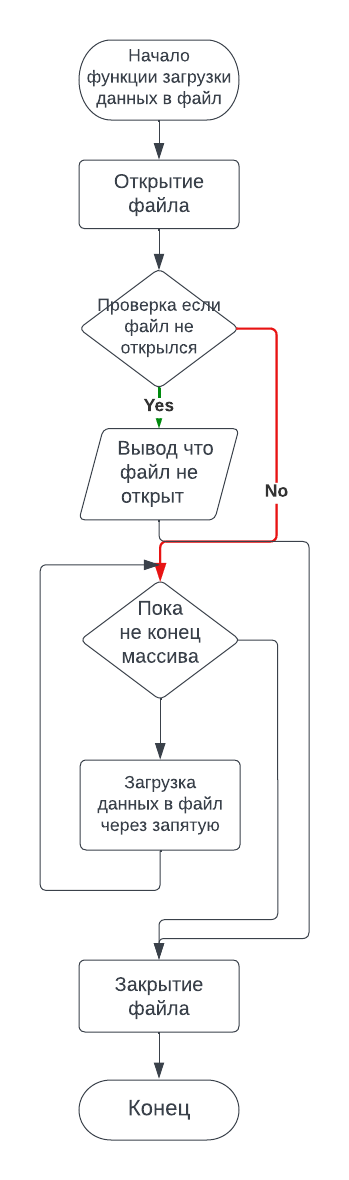 Начало
функции загрузки
данных в файл
Открытие
файла
Проверка если
файл не
открылся
Yes
Вывод что
файл не
открыт
No
Пока
не конец
массива
Загрузка
данных в файл
через запятую
Закрытие
файла
Конец